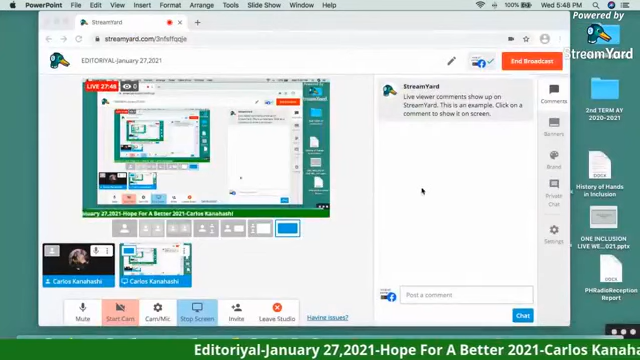 PowerPoint File Edit View Insert Format Arrange Tools
100% Wed 5:48 PM
StreamYard
streamyard.com/3nfsffqqje
Powered by
StreamYard
EDITORIYAL-January 27,2021
End Broadcast
LIVE 27:48 0
StreamYard
Live viewer comments show up on
StreamYard. This is an example. Click on a
comment to show it on screen.
Comments
Banners
Brand
Private
Chat
Settings
2ND TERM AY
2020-2021
DOCX
History of Hands
in Inclusion
ONE INCLUSION
LIVE WE...021.pptx
DOCX
PHRadioReception
Report
January 27,2021-Hope For A Better 2021-Carlos Kanahashi
Carlos Kanahashi
Carlos Kanahashi
Post a comment
Chat
Mute
Start Cam
Cam/Mic
Stop Screen
Invite
Leave Studio
Having issues?
Editoriyal-January 27,2021-Hope For A Better 2021-Carlos Kanaha